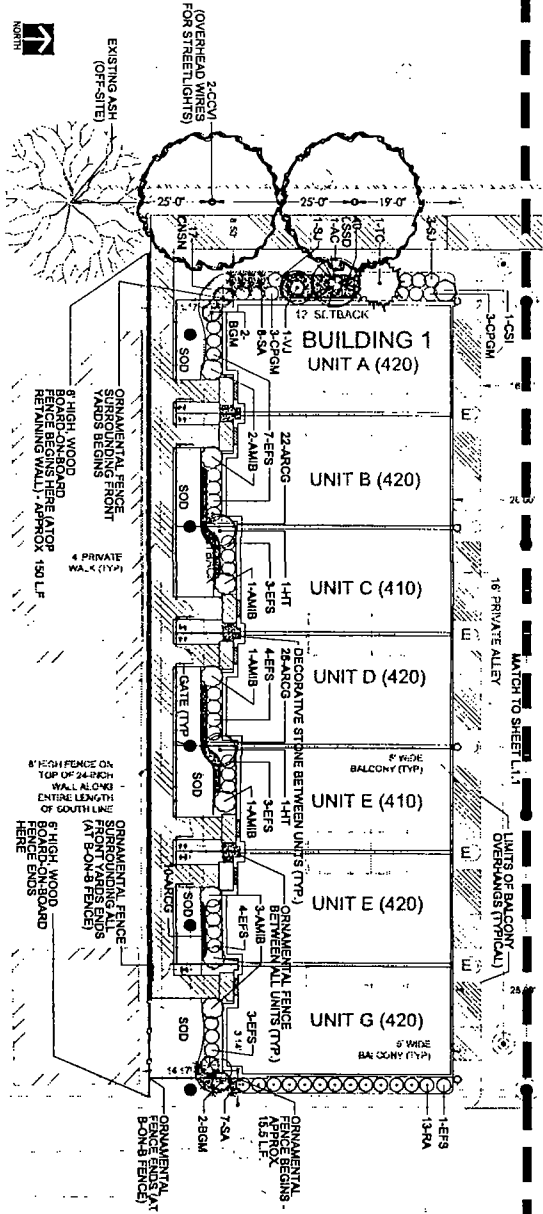 NORTH
(OVERHEAD WIRES
FOR STREETLIGHTS)
2-CCVI
EXISTING ASH
(OFF-SITE)
25'-0"
25'-0"
19'-0"
3-SJ
1-TC
LSSD
1-AC
1-SJ
CNSN
1-CSI
3-CPGM
12' SETBACK
1-VJ
3-CPGM
8-SA
2-
BGM
BUILDING 1
UNIT A (420)
UNIT B (420)
UNIT C (410)
UNIT D (420)
UNIT E (410)
UNIT E (420)
UNIT G (420)
SOD
SOD
SOD
SOD
SOD
7-EFS
2-AMIB
22-ARCG
1-HT
3-EFS
1-AMIB
DECORATIVE STONE BETWEEN UNITS (TYP.)
28-ARCG
4-EFS
1-AMIB
1-HT
3-EFS
1-AMIB
ORNAMENTAL FENCE
BETWEEN ALL UNITS (TYP.)
3-AMIB
4-EFS
3-EFS
ORNAMENTAL
FENCE BEGINS -
APPROX
15.5 L.F.
7-SA
2-BGM
13-RA
1-EFS
14.17'
ORNAMENTAL FENCE
SURROUNDING FRONT
YARDS BEGINS
6' HIGH, WOOD
BOARD-ON-BOARD
FENCE BEGINS HERE (ATOP
RETAINING WALL) - APPROX 150 L.F
4' PRIVATE
WALK (TYP)
GATE (TYP
8' HIGH FENCE ON
TOP OF 24-INCH
WALL ALONG
ENTIRE LENGTH
OF SOUTH LINE
ORNAMENTAL FENCE
SURROUNDING ALL
FRONT YARDS ENDS
(AT B-ON-B FENCE)
6' HIGH, WOOD
BOARD-ON-BOARD
FENCE ENDS
HERE
ORNAMENTAL
FENCE ENDS (AT
B-ON-B FENCE)
16' PRIVATE ALLEY
MATCH TO SHEET L.1.1
LIMITS OF BALCONY
OVERHANGS (TYPICAL)
5' WIDE
BALCONY (TYP)
5' WIDE
BALCONY (TYP)
E
E
E
E